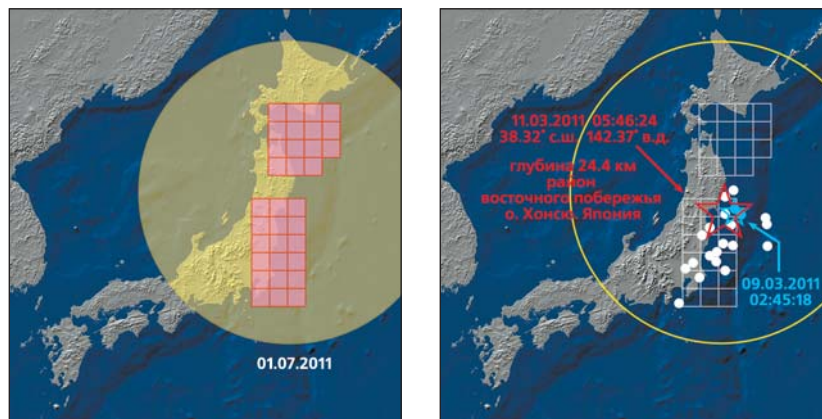 01.07.2011
11.03.2011 05:46:24
38.32° с.ш 142.37° в.д.
глубина 24.4 км
район
восточного побережья
о. Хонсю. Япония
09.03.2011
02:45:18